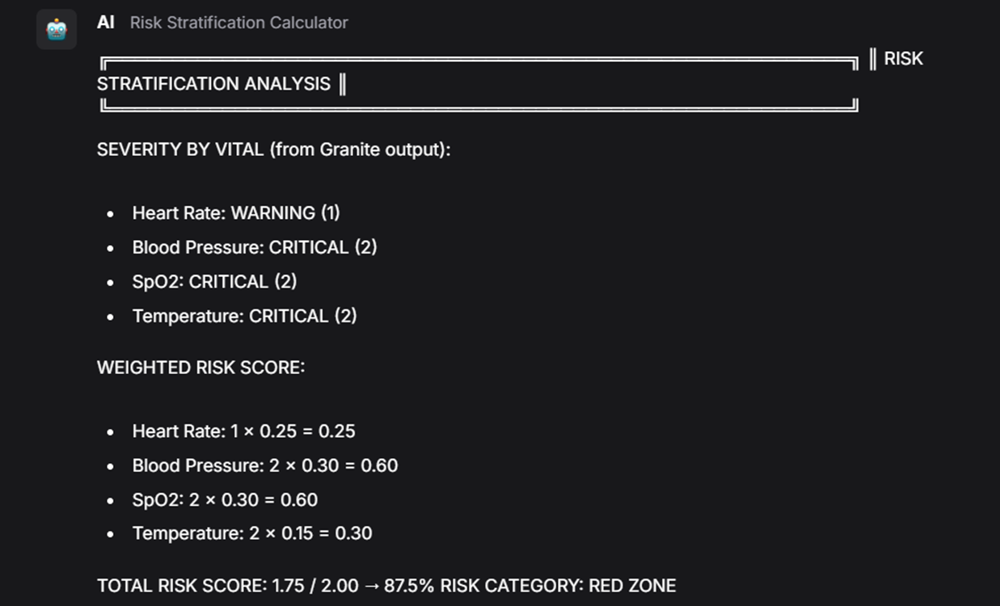 AI Risk Stratification Calculator
╔══════════════════════════════════════════════════════════════╗ ║ RISK
STRATIFICATION ANALYSIS ║
╚══════════════════════════════════════════════════════════════╝
SEVERITY BY VITAL (from Granite output):
• Heart Rate: WARNING (1)
• Blood Pressure: CRITICAL (2)
• SpO2: CRITICAL (2)
• Temperature: CRITICAL (2)
WEIGHTED RISK SCORE:
• Heart Rate: 1 × 0.25 = 0.25
• Blood Pressure: 2 × 0.30 = 0.60
• SpO2: 2 × 0.30 = 0.60
• Temperature: 2 × 0.15 = 0.30
TOTAL RISK SCORE: 1.75 / 2.00 → 87.5% RISK CATEGORY: RED ZONE